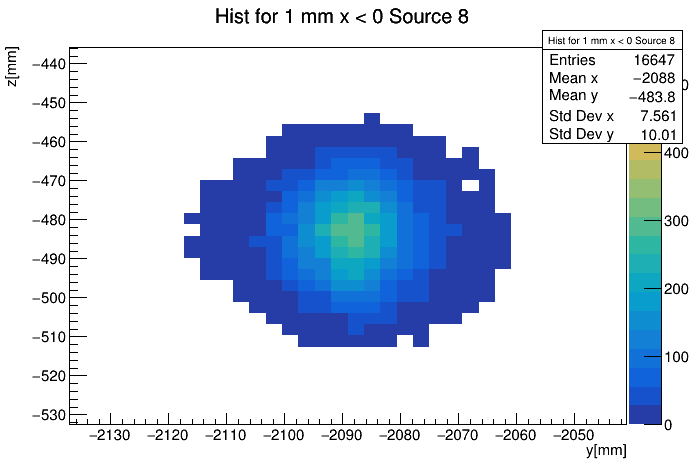 Hist for 1 mm x < 0 Source 8
z[mm]
Hist for 1 mm x < 0 Source 8
Entries 16647
Mean x −2088
Mean y −483.8
Std Dev x 7.561
Std Dev y 10.01
−440
−450
−460
−470
−480
−490
−500
−510
−520
−530
0
400
300
200
100
0
−2130 −2120 −2110 −2100 −2090 −2080 −2070 −2060 −2050
y[mm]